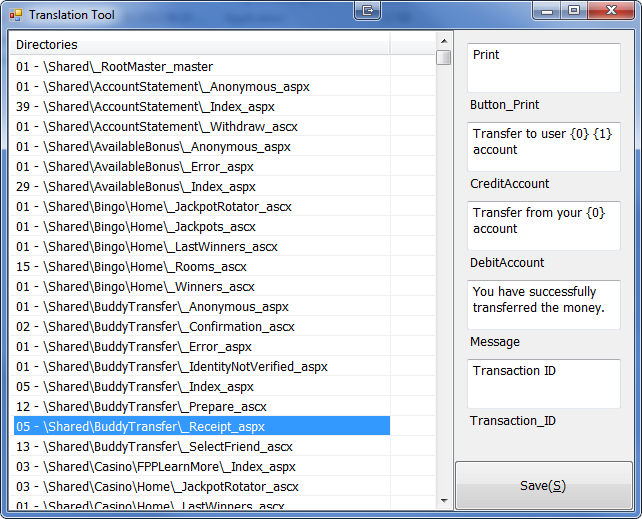 Translation Tool
Directories
01 - \Shared\_RootMaster_master
01 - \Shared\AccountStatement\_Anonymous_aspx
39 - \Shared\AccountStatement\_Index_aspx
01 - \Shared\AccountStatement\_Withdraw_ascx
01 - \Shared\AvailableBonus\_Anonymous_aspx
01 - \Shared\AvailableBonus\_Error_aspx
29 - \Shared\AvailableBonus\_Index_aspx
01 - \Shared\Bingo\Home\_JackpotRotator_ascx
01 - \Shared\Bingo\Home\_Jackpots_ascx
01 - \Shared\Bingo\Home\_LastWinners_ascx
15 - \Shared\Bingo\Home\_Rooms_ascx
01 - \Shared\Bingo\Home\_Winners_ascx
01 - \Shared\BuddyTransfer\_Anonymous_aspx
02 - \Shared\BuddyTransfer\_Confirmation_ascx
01 - \Shared\BuddyTransfer\_Error_aspx
01 - \Shared\BuddyTransfer\_IdentityNotVerified_aspx
05 - \Shared\BuddyTransfer\_Index_aspx
12 - \Shared\BuddyTransfer\_Prepare_ascx
05 - \Shared\BuddyTransfer\_Receipt_aspx
13 - \Shared\BuddyTransfer\_SelectFriend_ascx
03 - \Shared\Casino\FPPLearnMore\_Index_aspx
03 - \Shared\Casino\Home\_JackpotRotator_ascx
01 - \Shared\Casino\Home\_LastWinners_ascx
Print
Button_Print
Transfer to user {0} {1}
account
CreditAccount
Transfer from your {0}
account
DebitAccount
You have successfully
transferred the money.
Message
Transaction ID
Transaction_ID
Save(S)